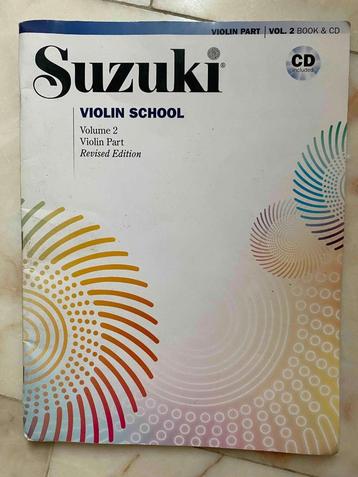 VIOLIN PART | VOL. 2 BOOK & CD
Suzuki®
CD
included
VIOLIN SCHOOL
Volume 2
Violin Part
Revised Edition